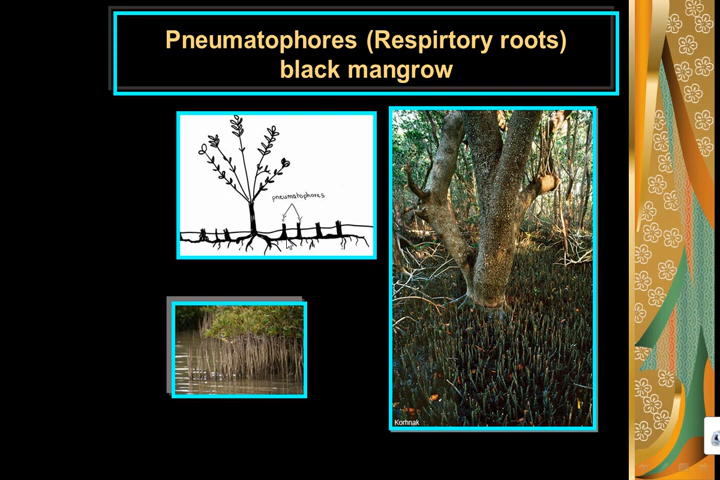 Pneumatophores (Respirtory roots)
black mangrow
pneumatophores
Korhnak